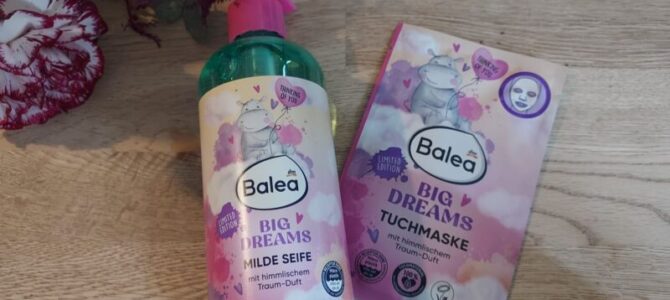 THINKING
OF YOU
LIMITED
EDITION
Balea
BIG
DREAMS
MILDE SEIFE
mit himmlischem
Traum-Duft
THINKING
OF YOU
LIMITED
EDITION
Balea
BIG
DREAMS
TUCHMASKE
mit himmlischem
Traum-Duft
100 %